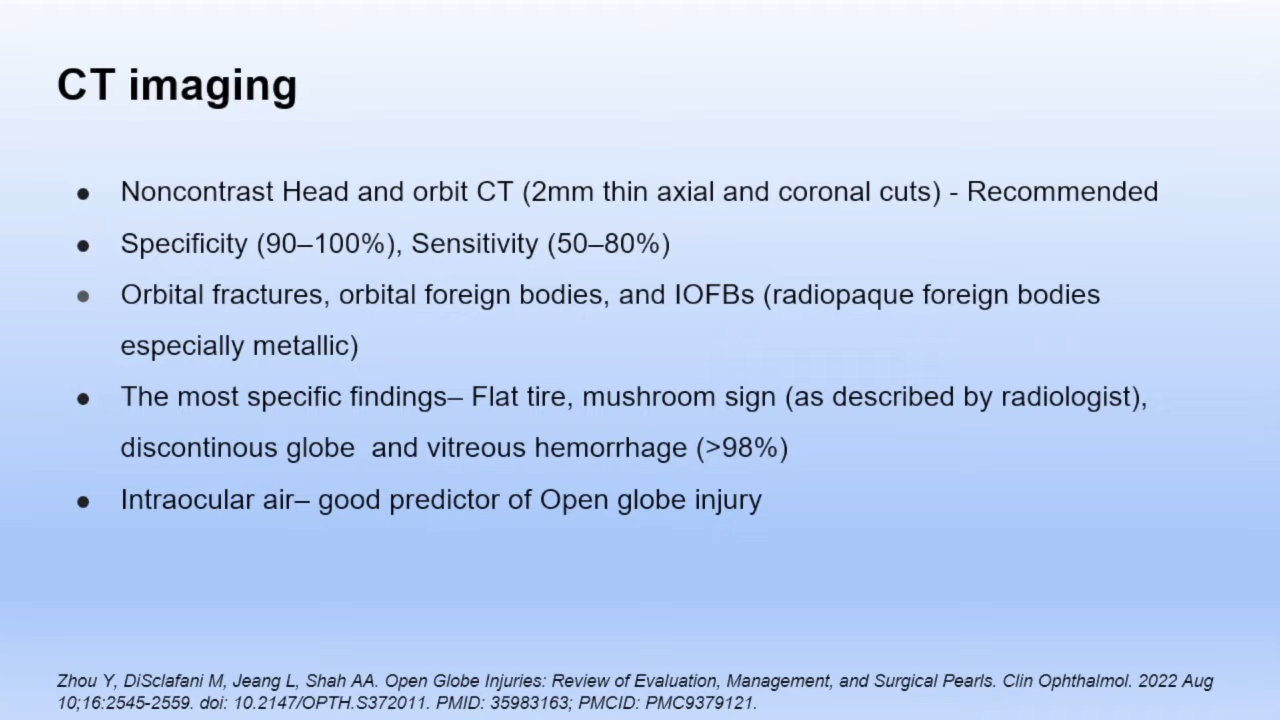 CT imaging
● Noncontrast Head and orbit CT (2mm thin axial and coronal cuts) - Recommended
● Specificity (90–100%), Sensitivity (50–80%)
● Orbital fractures, orbital foreign bodies, and IOFBs (radiopaque foreign bodies
especially metallic)
● The most specific findings– Flat tire, mushroom sign (as described by radiologist),
discontinous globe  and vitreous hemorrhage (>98%)
● Intraocular air– good predictor of Open globe injury
Zhou Y, DiSclafani M, Jeang L, Shah AA. Open Globe Injuries: Review of Evaluation, Management, and Surgical Pearls. Clin Ophthalmol. 2022 Aug
10;16:2545-2559. doi: 10.2147/OPTH.S372011. PMID: 35983163; PMCID: PMC9379121.